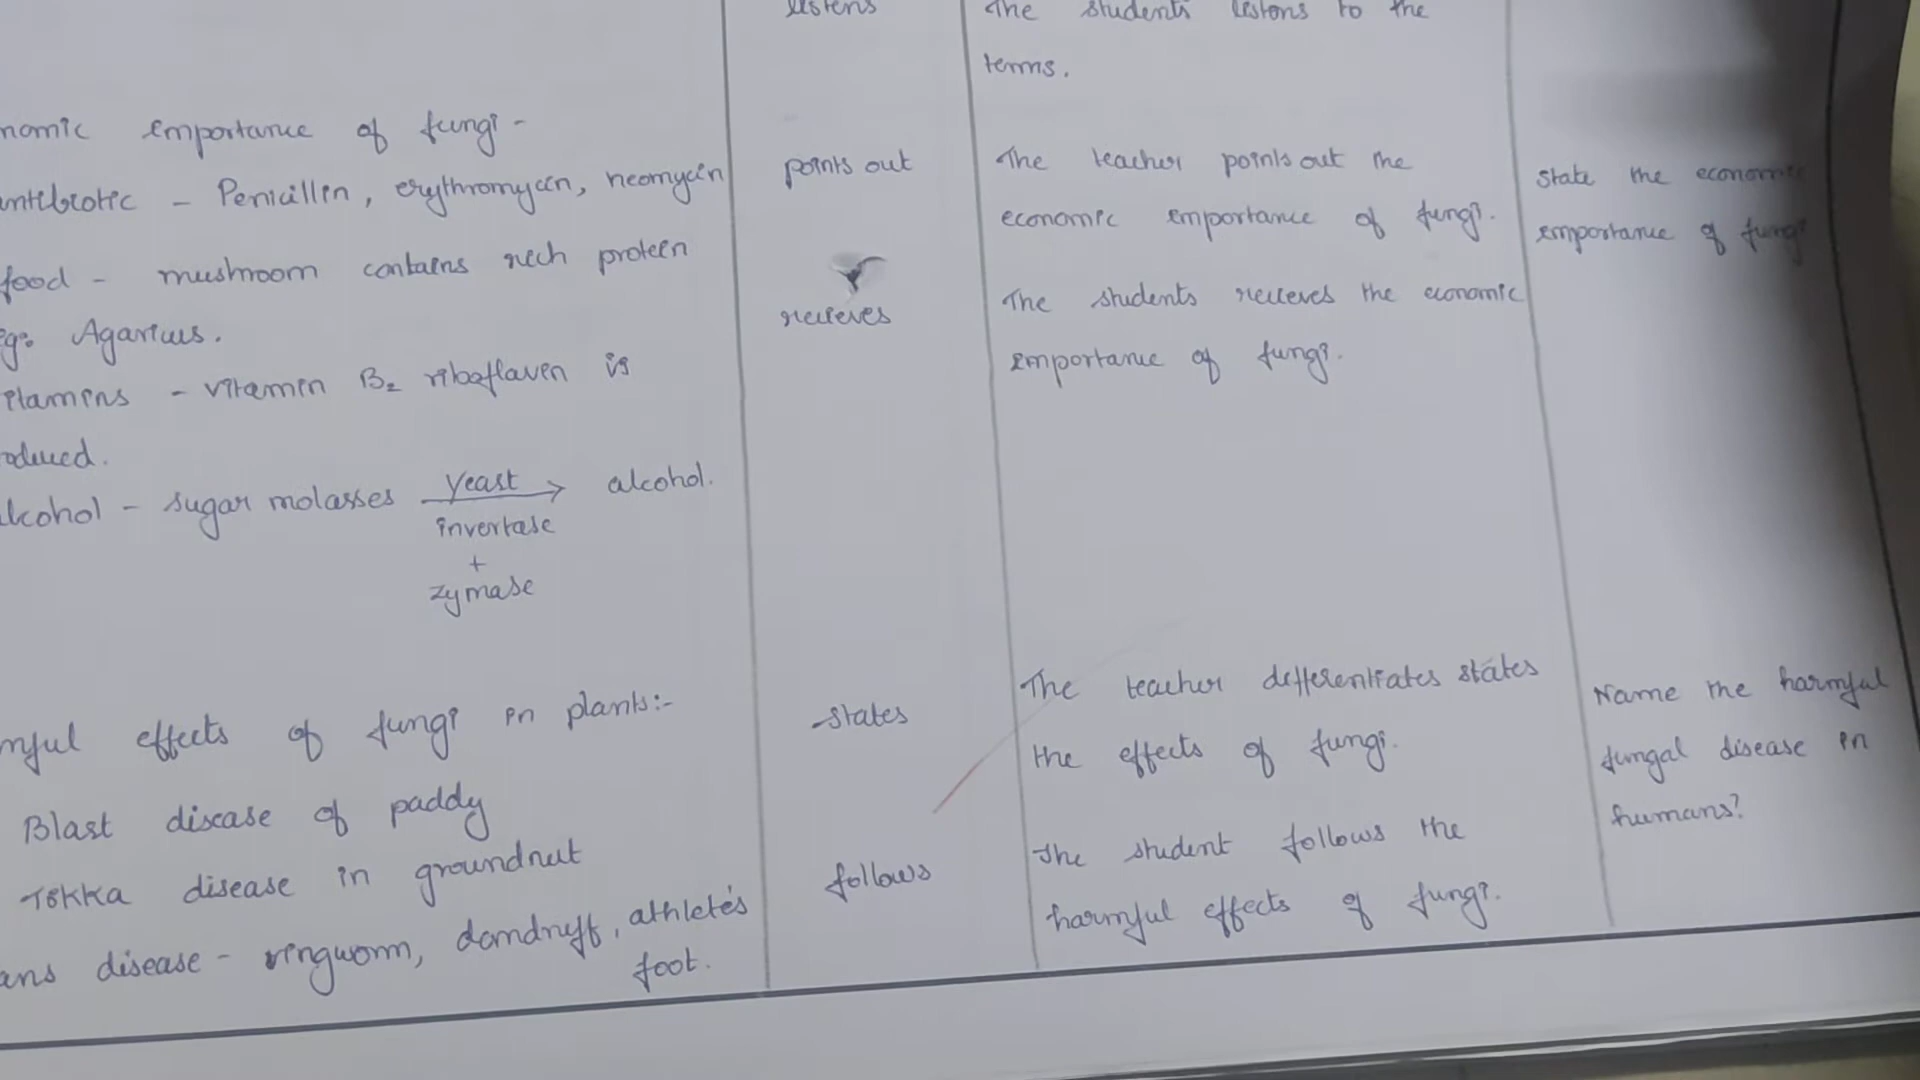 listens
The students listens to the
terms.
nomic importance of fungi -
ntibiotic - Penicillin, erythromycin, neomycin
food - mushroom contains rich protein
eg: Agaricus.
itamins - vitamin B2 riboflavin is
oduced.
lcohol - sugar molasses yeast alcohol.
invertase
+
zymase
points out
The teacher points out the
economic importance of fungi.
State the economic
importance of fungi
recieves
The students recieves the economic
importance of fungi.
mful effects of fungi in plants:-
Blast disease of paddy
Tikka disease in groundnut
ans disease - ringworm, dandruff, athlete's
foot.
states
The teacher differentiates states
the effects of fungi.
Name the harmful
fungal disease in
humans?
follows
The student follows the
harmful effects of fungi.